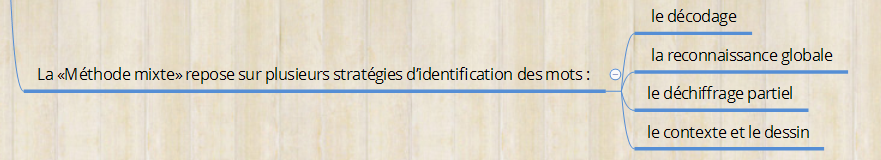 le décodage
la reconnaissance globale
La «Méthode mixte» repose sur plusieurs stratégies d'identification des mots :
le déchiffrage partiel
le contexte et le dessin